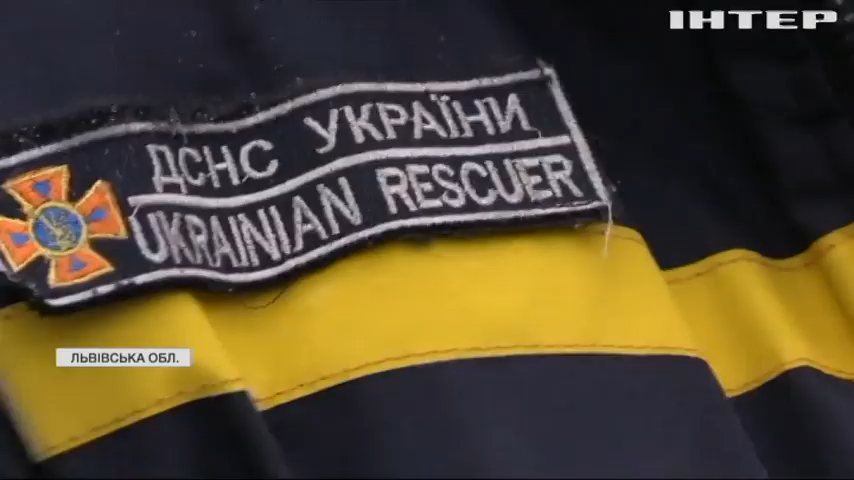 ІНТЕР
ДСНС УКРАЇНИ
UKRAINIAN RESCUER
ЛЬВІВСЬКА ОБЛ.